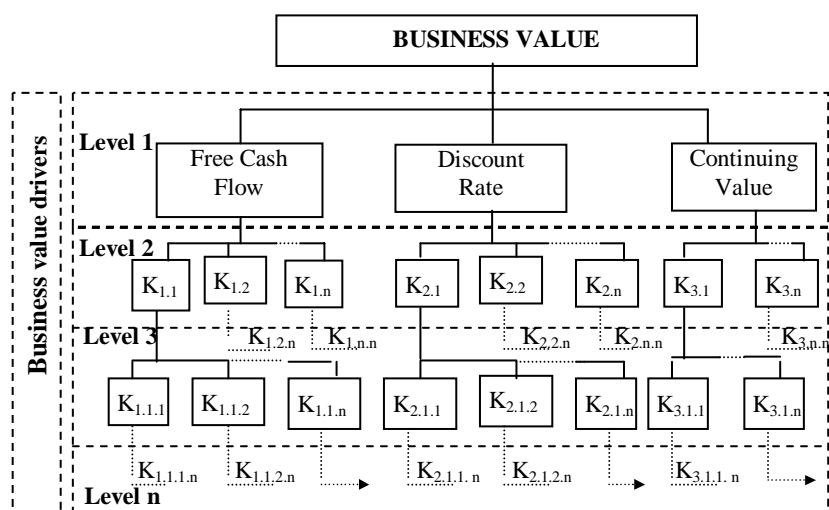 BUSINESS VALUE
Business value drivers
Level 1
Free Cash
Flow
Discount
Rate
Continuing
Value
Level 2
K1.1
K1.2
K1.n
K2.1
K2.2
K2.n
K3.1
K3.n
Level 3
K1.2.n
K1,n.n
K2,2.n
K2.n.n
K3,n.n
K1.1.1
K1.1.2
K1.1.n
K2.1.1
K2.1.2
K2.1.n
K3.1.1
K3.1.n
K1,1.1.n
K1,1,2.n
K2,1.1. n
K2,1,2.n
K3.1,1. n
Level n